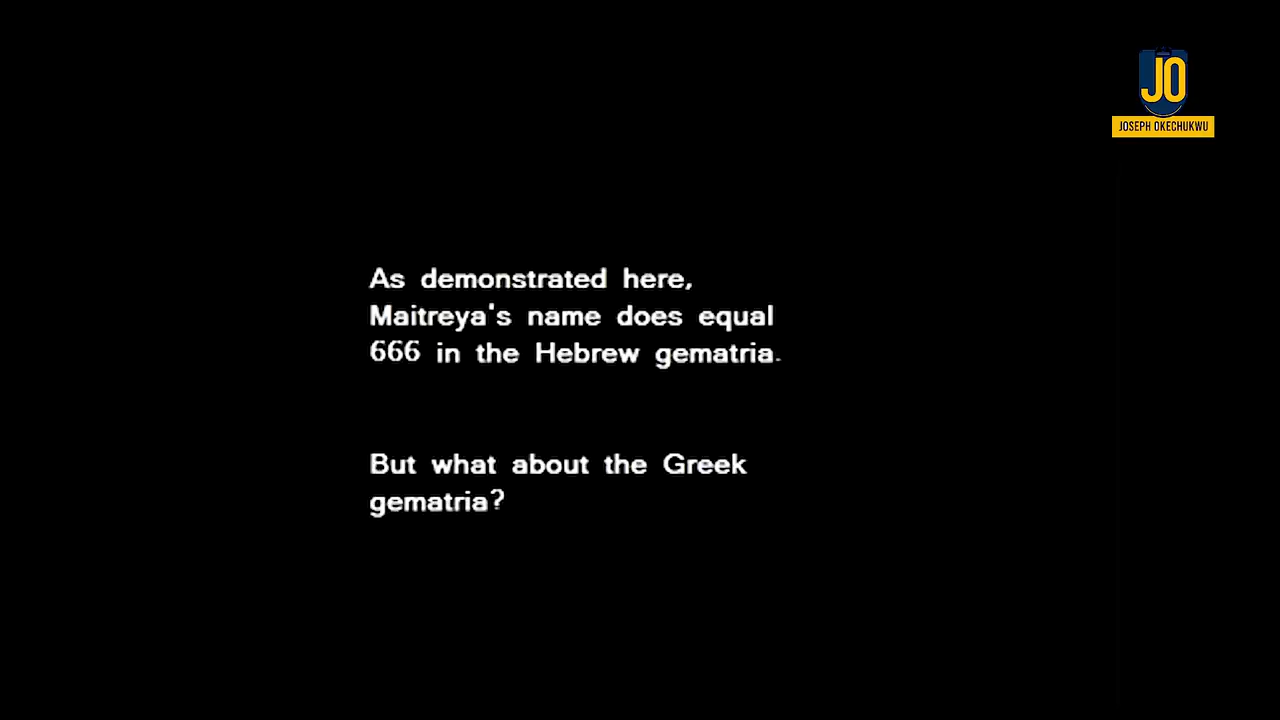 JO
JOSEPH OKECHUKWU
As demonstrated here,
Maitreya's name does equal
666 in the Hebrew gematria.
But what about the Greek
gematria?